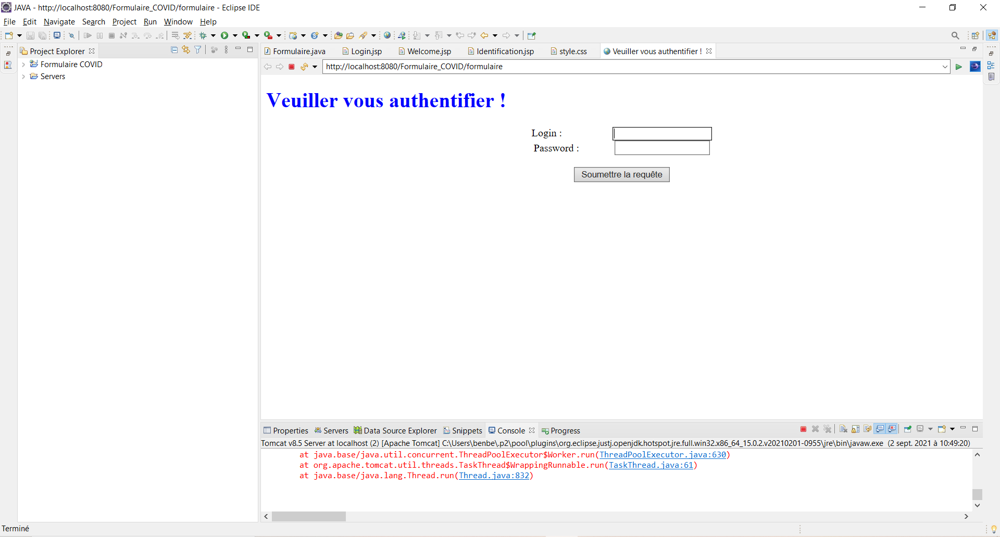 JAVA - http://localhost:8080/Formulaire_COVID/formulaire - Eclipse IDE
File Edit Navigate Search Project Run Window Help
Project Explorer
Formulaire COVID
Servers
Formulaire.java Login.jsp Welcome.jsp Identification.jsp style.css Veuiller vous authentifier !
http://localhost:8080/Formulaire_COVID/formulaire
Veuiller vous authentifier !
Login :
Password :
Soumettre la requête
Properties Servers Data Source Explorer Snippets Console Progress
Tomcat v8.5 Server at localhost (2) [Apache Tomcat] C:\Users\benbe\.p2\pool\plugins\org.eclipse.justj.openjdk.hotspot.jre.full.win32.x86_64_15.0.2.v20210201-0955\jre\bin\javaw.exe (2 sept. 2021 à 10:49:20)
at java.base/java.util.concurrent.ThreadPoolExecutor$Worker.run(ThreadPoolExecutor.java:630)
at org.apache.tomcat.util.threads.TaskThread$WrappingRunnable.run(TaskThread.java:61)
at java.base/java.lang.Thread.run(Thread.java:832)
Terminé